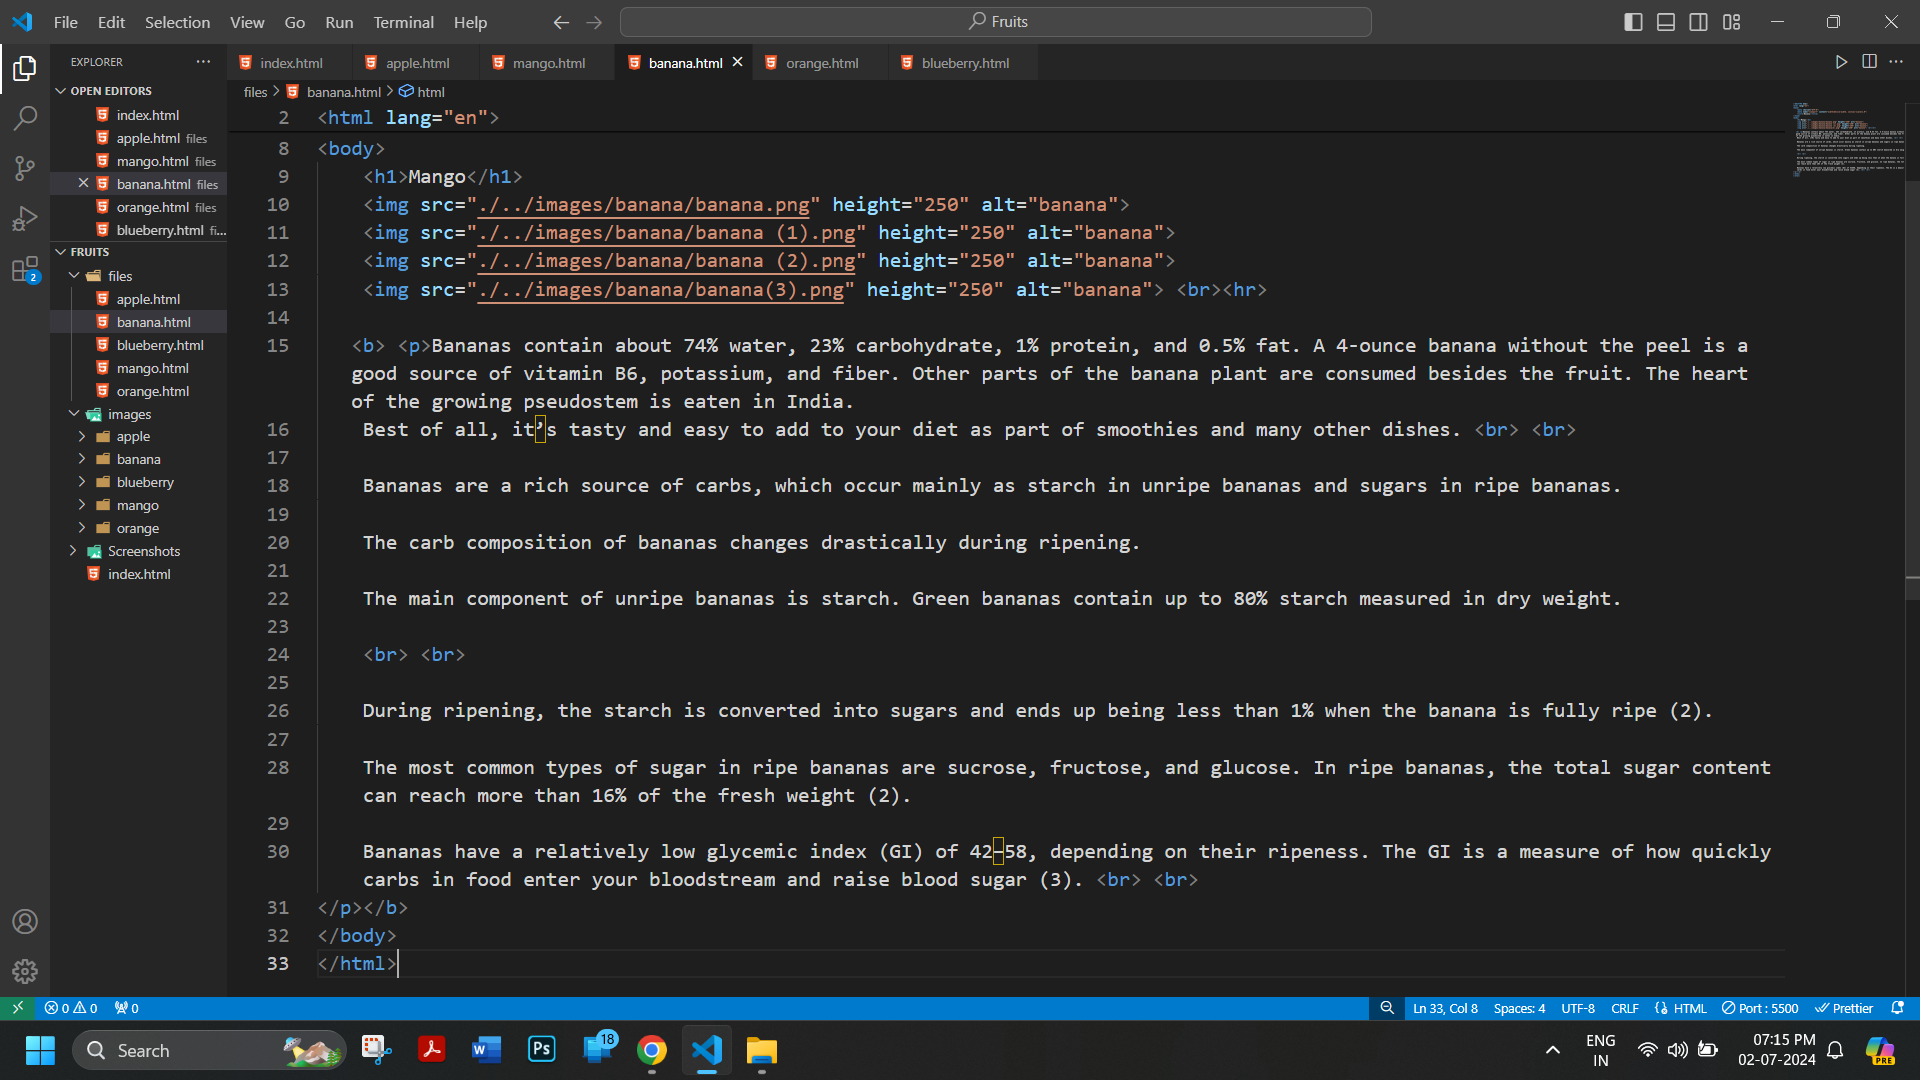 File Edit Selection View Go Run Terminal Help
Fruits
EXPLORER
OPEN EDITORS
index.html
apple.html files
mango.html files
banana.html files
orange.html files
blueberry.html fi...
FRUITS
files
apple.html
banana.html
blueberry.html
mango.html
orange.html
images
apple
banana
blueberry
mango
orange
Screenshots
index.html
2
index.html apple.html mango.html banana.html orange.html blueberry.html
files > banana.html > html
2 <html lang="en">
8 <body>
9 <h1>Mango</h1>
10 <img src="./../images/banana/banana.png" height="250" alt="banana">
11 <img src="./../images/banana/banana (1).png" height="250" alt="banana">
12 <img src="./../images/banana/banana (2).png" height="250" alt="banana">
13 <img src="./../images/banana/banana(3).png" height="250" alt="banana"> <br><hr>
14
15 <b> <p>Bananas contain about 74% water, 23% carbohydrate, 1% protein, and 0.5% fat. A 4-ounce banana without the peel is a
good source of vitamin B6, potassium, and fiber. Other parts of the banana plant are consumed besides the fruit. The heart
of the growing pseudostem is eaten in India.
16 Best of all, it’s tasty and easy to add to your diet as part of smoothies and many other dishes. <br> <br>
17
18 Bananas are a rich source of carbs, which occur mainly as starch in unripe bananas and sugars in ripe bananas.
19
20 The carb composition of bananas changes drastically during ripening.
21
22 The main component of unripe bananas is starch. Green bananas contain up to 80% starch measured in dry weight.
23
24 <br> <br>
25
26 During ripening, the starch is converted into sugars and ends up being less than 1% when the banana is fully ripe (2).
27
28 The most common types of sugar in ripe bananas are sucrose, fructose, and glucose. In ripe bananas, the total sugar content
can reach more than 16% of the fresh weight (2).
29
30 Bananas have a relatively low glycemic index (GI) of 42–58, depending on their ripeness. The GI is a measure of how quickly
carbs in food enter your bloodstream and raise blood sugar (3). <br> <br>
31 </p></b>
32 </body>
33 </html>
0 0 0 Ln 33, Col 8 Spaces: 4 UTF-8 CRLF {} HTML Port : 5500 Prettier
Search
W
Ps
18
ENG
IN
07:15 PM
02-07-2024
PRE